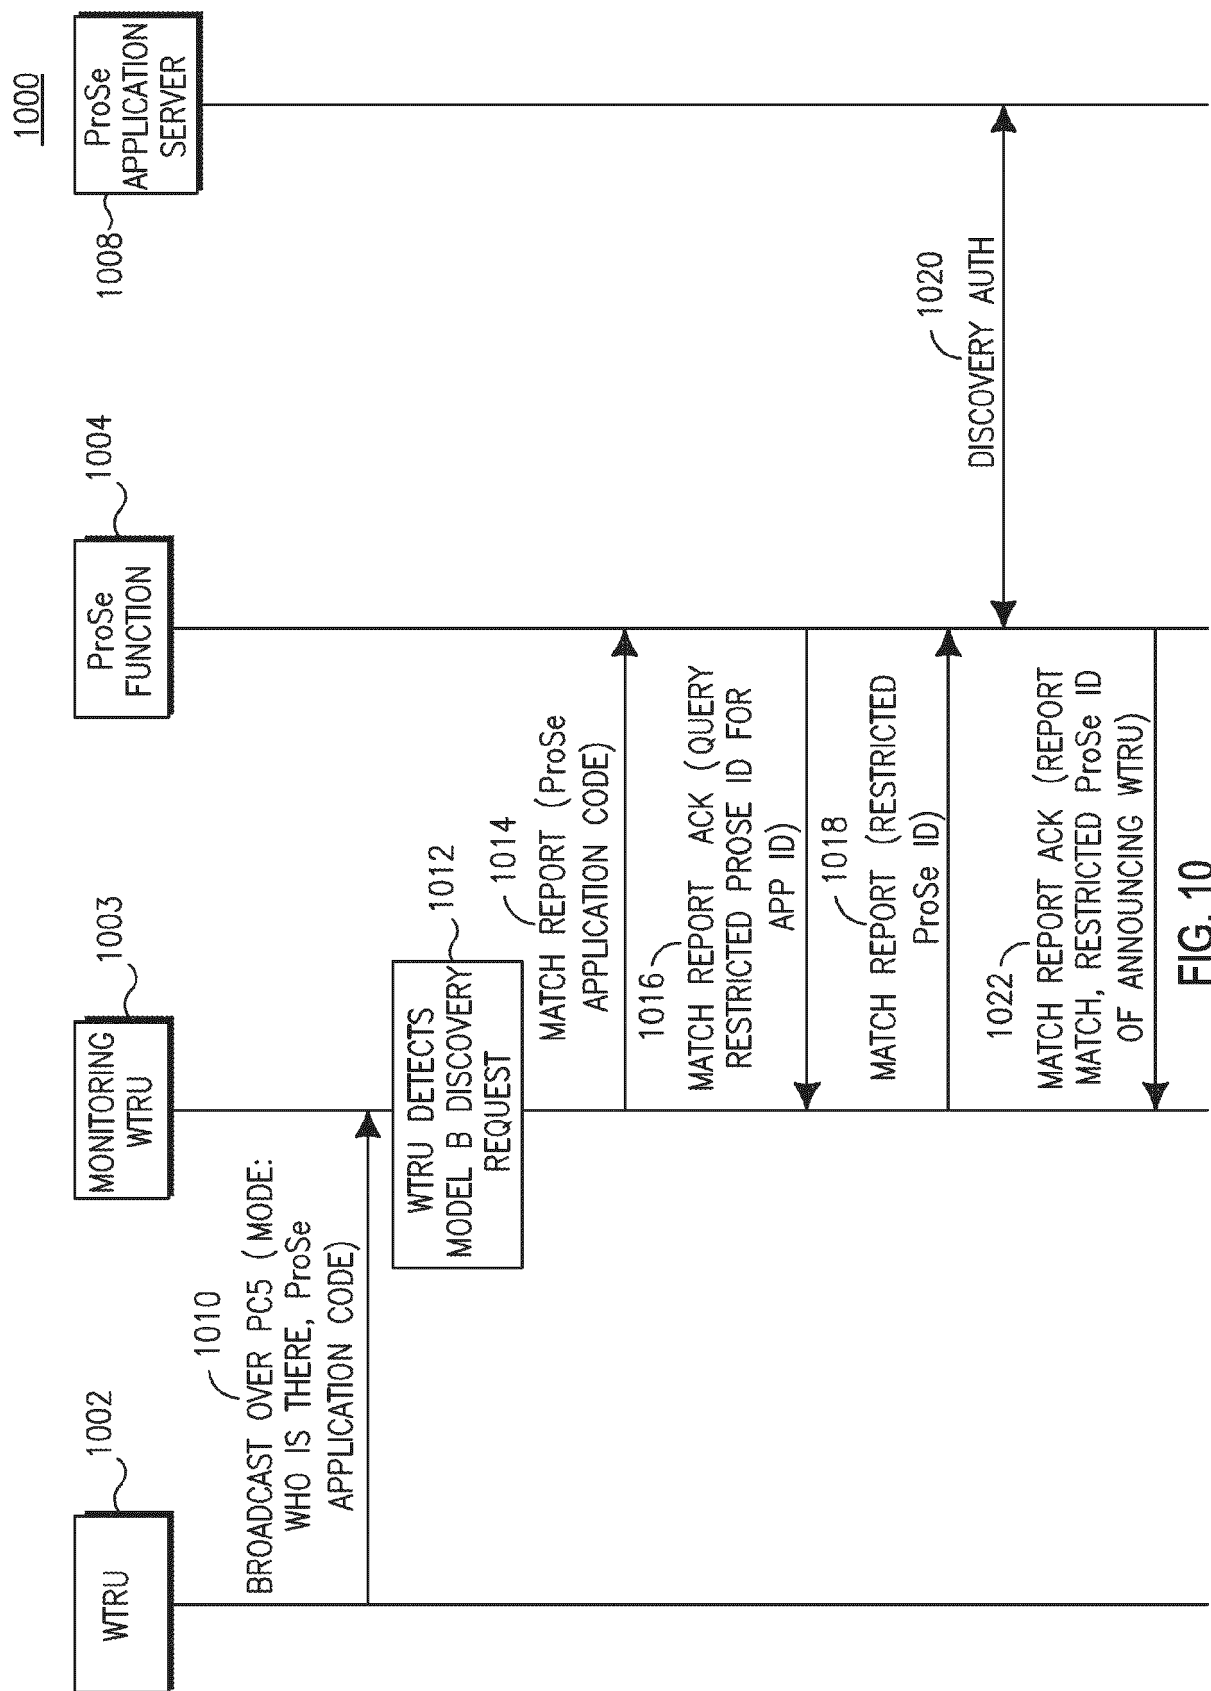 1000
WTRU
1002
MONITORING
WTRU
1003
ProSe
FUNCTION
1004
ProSe
APPLICATION
SERVER
1008
1010
BROADCAST OVER PC5 (MODE:
WHO IS THERE, ProSe
APPLICATION CODE)
WTRU DETECTS
MODEL B DISCOVERY
REQUEST
1012
1014
MATCH REPORT (ProSe
APPLICATION CODE)
1016
MATCH REPORT ACK (QUERY
RESTRICTED PROSE ID FOR
APP ID)
1018
MATCH REPORT (RESTRICTED
ProSe ID)
1020
DISCOVERY AUTH
1022
MATCH REPORT ACK (REPORT
MATCH, RESTRICTED ProSe ID
OF ANNOUNCING WTRU)
FIG. 10